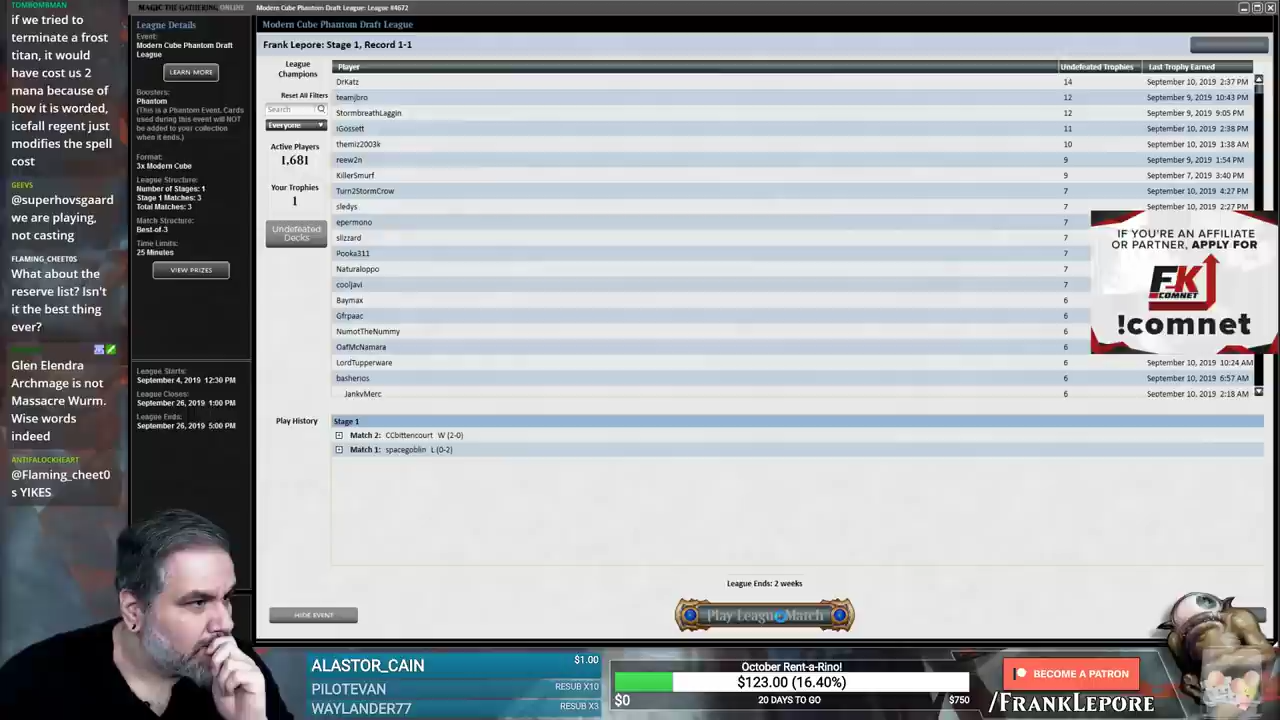 TOMBOMBMAN
if we tried to
terminate a frost
titan, it would
have cost us 2
mana because of
how it is worded,
icefall regent just
modifies the spell
cost
GEEVS
@superhovsgaard
we are playing,
not casting
FLAMING_CHEET0S
What about the
reserve list? Isn't
it the best thing
ever?
Glen Elendra
Archmage is not
Massacre Wurm.
Wise words
indeed
ANTIFALOCKHEART
@Flaming_cheet0
s YIKES
MAGIC THE GATHERING ONLINE
Modern Cube Phantom Draft League: League #4672
League Details
Event:
Modern Cube Phantom Draft
League
LEARN MORE
Boosters:
Phantom
(This is a Phantom Event. Cards
used during this event will NOT
be added to your collection
when it ends.)
Format:
3x Modern Cube
League Structure:
Number of Stages: 1
Stage 1 Matches: 3
Total Matches: 3
Match Structure:
Best-of-3
Time Limits:
25 Minutes
VIEW PRIZES
League Starts:
September 4, 2019 12:30 PM
League Closes:
September 26, 2019 1:00 PM
League Ends:
September 26, 2019 5:00 PM
Modern Cube Phantom Draft League
Frank Lepore: Stage 1, Record 1-1
League
Champions
Reset All Filters
Search
Everyone
Active Players
1,681
Your Trophies
1
Undefeated
Decks
Player Undefeated Trophies Last Trophy Earned
DrKatz 14 September 10, 2019 2:37 PM
teamjbro 12 September 9, 2019 10:43 PM
StormbreathLaggin 12 September 9, 2019 9:05 PM
iGossett 11 September 10, 2019 2:38 PM
themiz2003k 10 September 10, 2019 1:38 AM
reew2n 9 September 9, 2019 1:54 PM
KillerSmurf 9 September 7, 2019 3:40 PM
Turn2StormCrow 7 September 10, 2019 4:27 PM
sledys 7 September 10, 2019 2:27 PM
epermono 7
slizzard 7
Pooka311 7
Naturaloppo 7
cooljavi 7
Baymax 6
Gfrpaac 6
NumotTheNummy 6
OafMcNamara 6
LordTupperware 6 September 10, 2019 10:24 AM
basherios 6 September 10, 2019 6:57 AM
JankyMerc 6 September 10, 2019 2:18 AM
IF YOU'RE AN AFFILIATE
OR PARTNER, APPLY FOR
FK
COMNET
!comnet
Play History
Stage 1
Match 2: CCbittencourt W (2-0)
Match 1: spacegoblin L (0-2)
League Ends: 2 weeks
HIDE EVENT
Play League Match
ALASTOR_CAIN $1.00
PILOTEVAN RESUB X10
WAYLANDER77 RESUB X3
October Rent-a-Rino!
$123.00 (16.40%)
$0 20 DAYS TO GO $750
BECOME A PATRON
/FRANKLEPORE